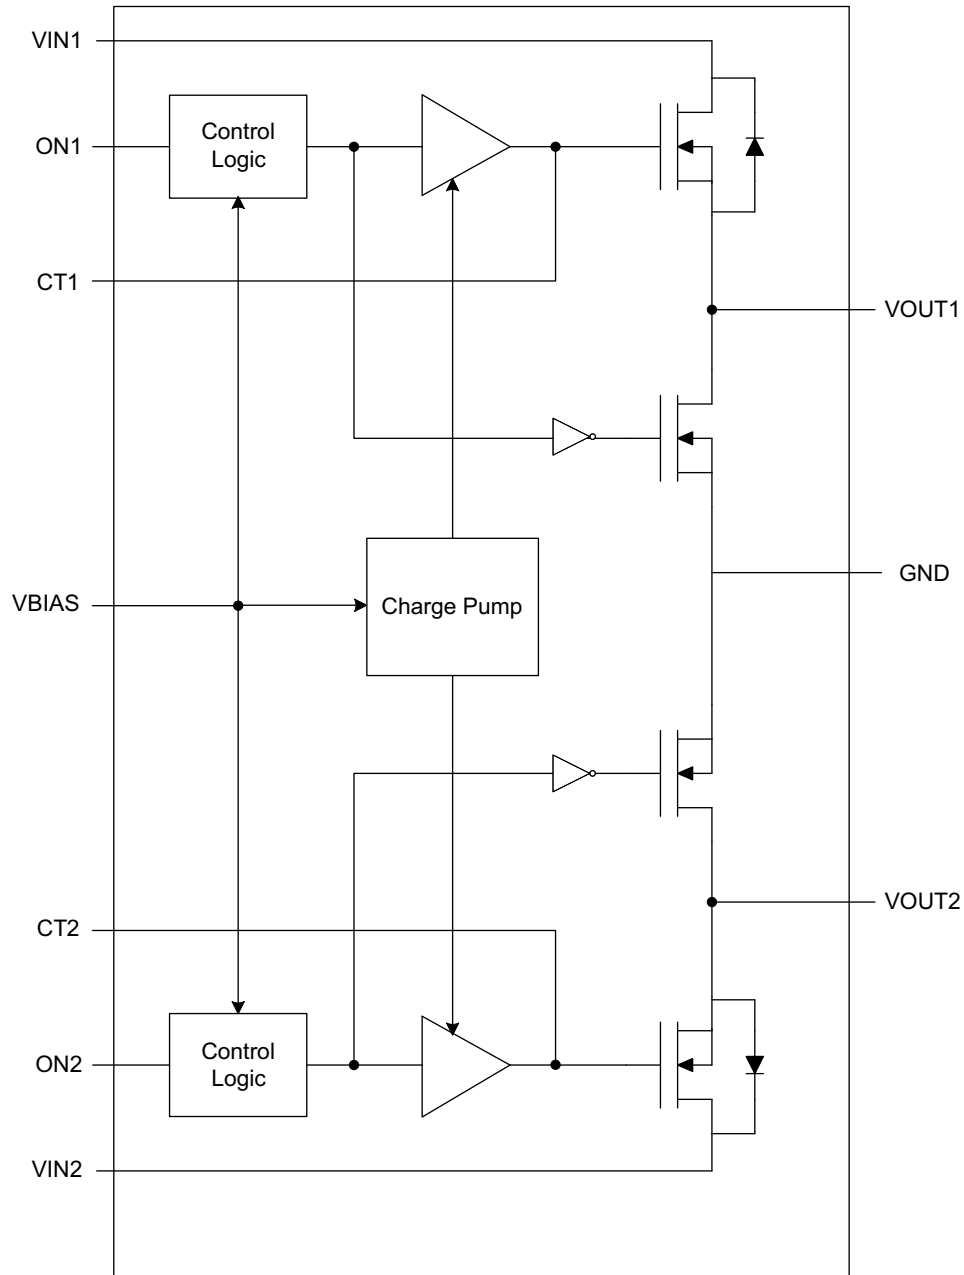 VIN1
Control
Logic
ON1
CT1
VOUT1
GND
VBIAS
Charge Pump
VOUT2
CT2
Control
Logic
ON2
VIN2